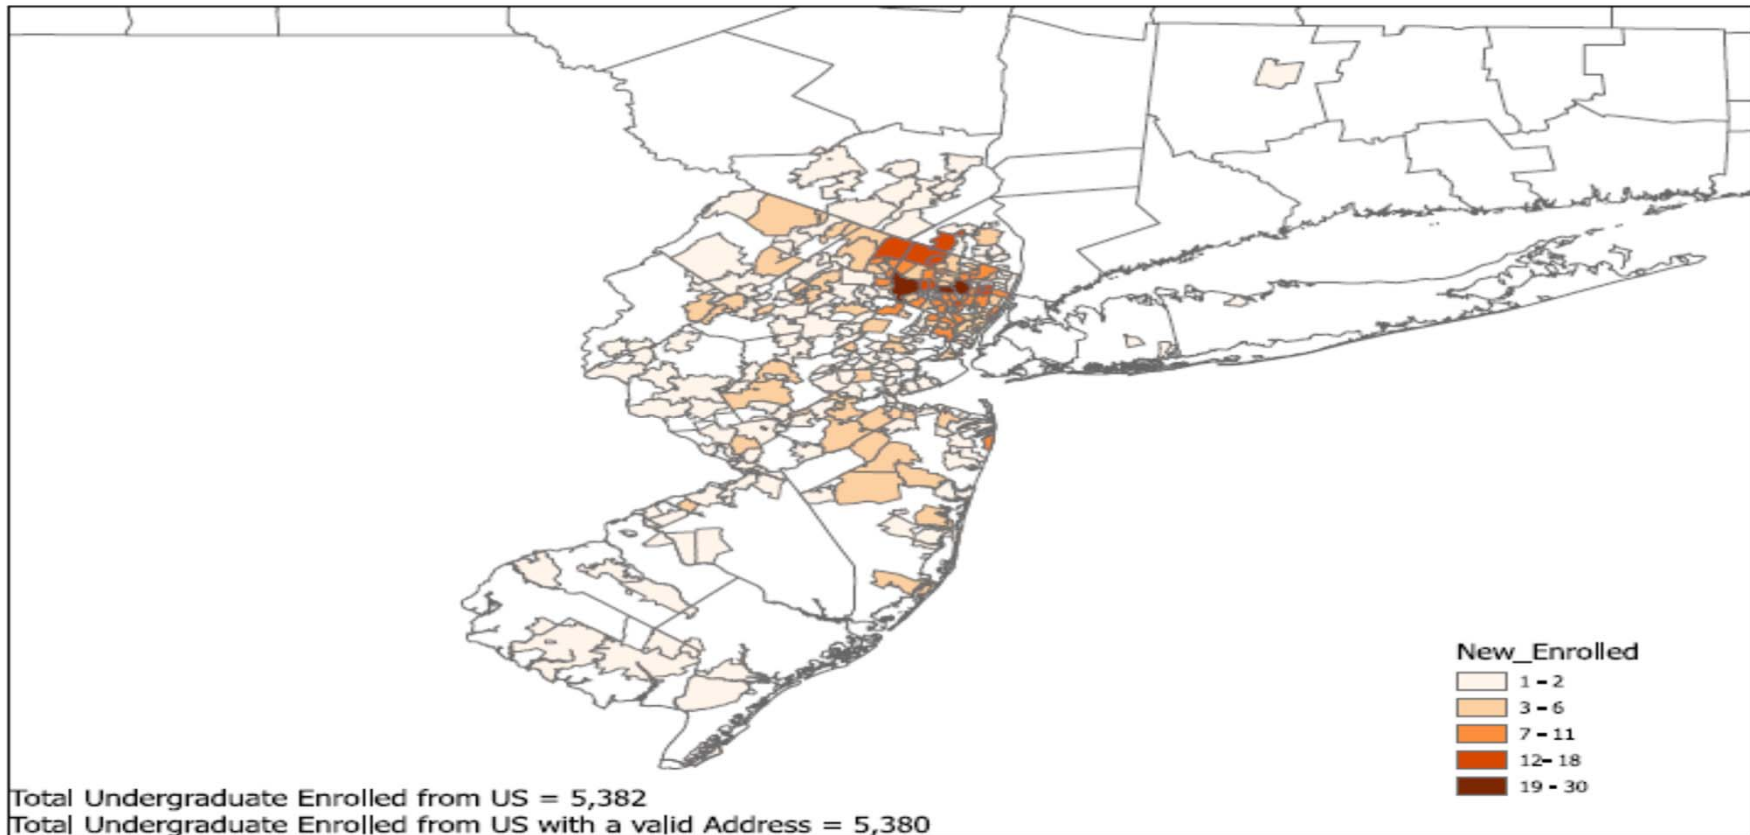 New_Enrolled
1 - 2
3 - 6
7 - 11
12- 18
19 - 30
Total Undergraduate Enrolled from US = 5,382
Total Undergraduate Enrolled from US with a valid Address = 5,380